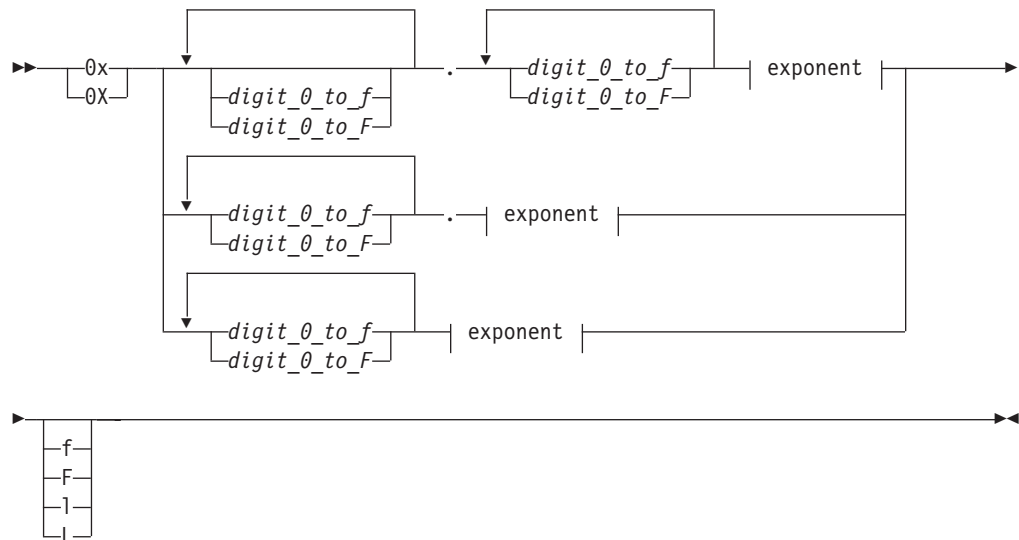 0x . digit_0_to_f exponent
0X digit_0_to_f digit_0_to_F
digit_0_to_F
digit_0_to_f . exponent
digit_0_to_F
digit_0_to_f exponent
digit_0_to_F
f
F
l
L